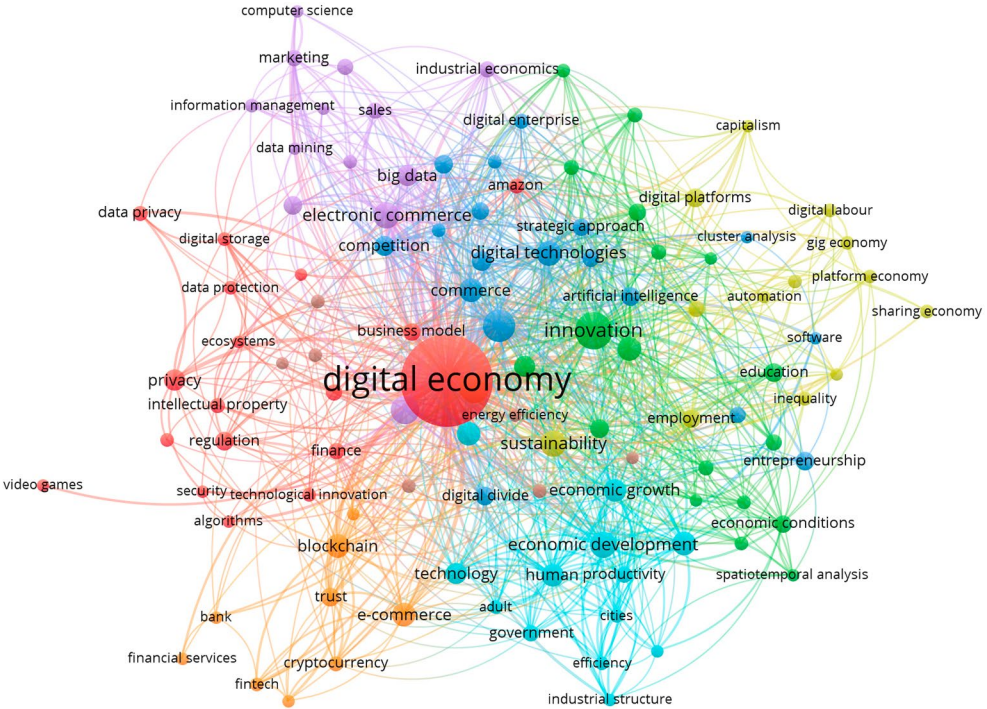 computer science
marketing
industrial economics
information management
sales
digital enterprise
capitalism
data mining
big data
amazon
digital platforms
data privacy
electronic commerce
digital labour
strategic approach
digital storage
competition
digital technologies
cluster analysis
gig economy
platform economy
data protection
commerce
artificial intelligence
automation
sharing economy
business model
innovation
software
ecosystems
privacy
digital economy
education
intellectual property
energy efficiency
employment
inequality
regulation
sustainability
finance
entrepreneurship
video games
security
technological innovation
digital divide
economic growth
algorithms
economic conditions
blockchain
economic development
technology
human
productivity
spatiotemporal analysis
trust
adult
e-commerce
cities
bank
government
financial services
cryptocurrency
efficiency
fintech
industrial structure